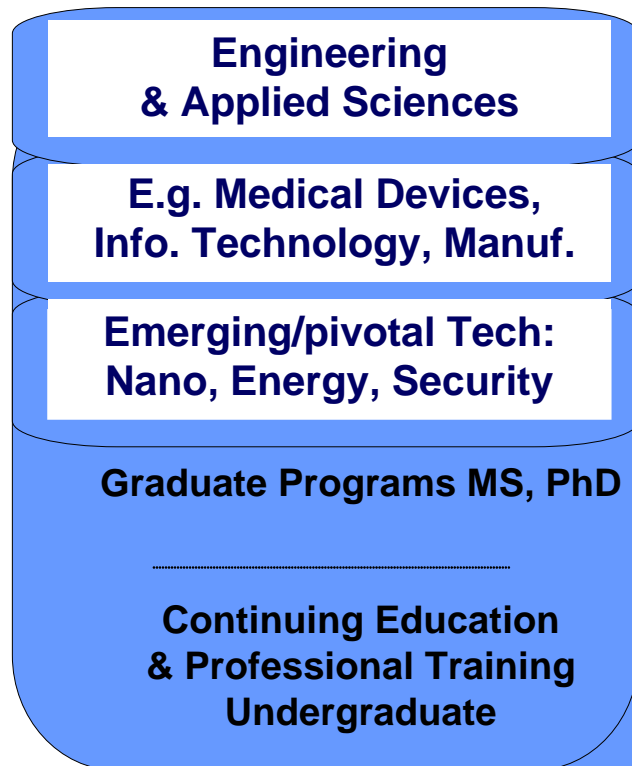 Engineering
& Applied Sciences
E.g. Medical Devices,
Info. Technology, Manuf.
Emerging/pivotal Tech:
Nano, Energy, Security
Graduate Programs MS, PhD
Continuing Education
& Professional Training
Undergraduate